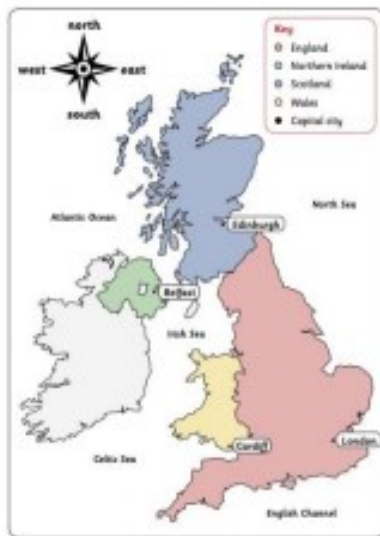 north
west east
south
Key
England
Northern Ireland
Scotland
Wales
Capital city
Atlantic Ocean
North Sea
Edinburgh
Belfast
Irish Sea
Cardiff
London
Celtic Sea
English Channel